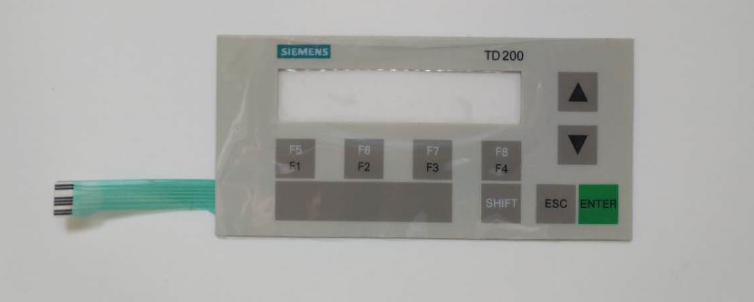 SIEMENS
TD 200
F5 F6 F7 F8
F1 F2 F3 F4
SHIFT ESC ENTER